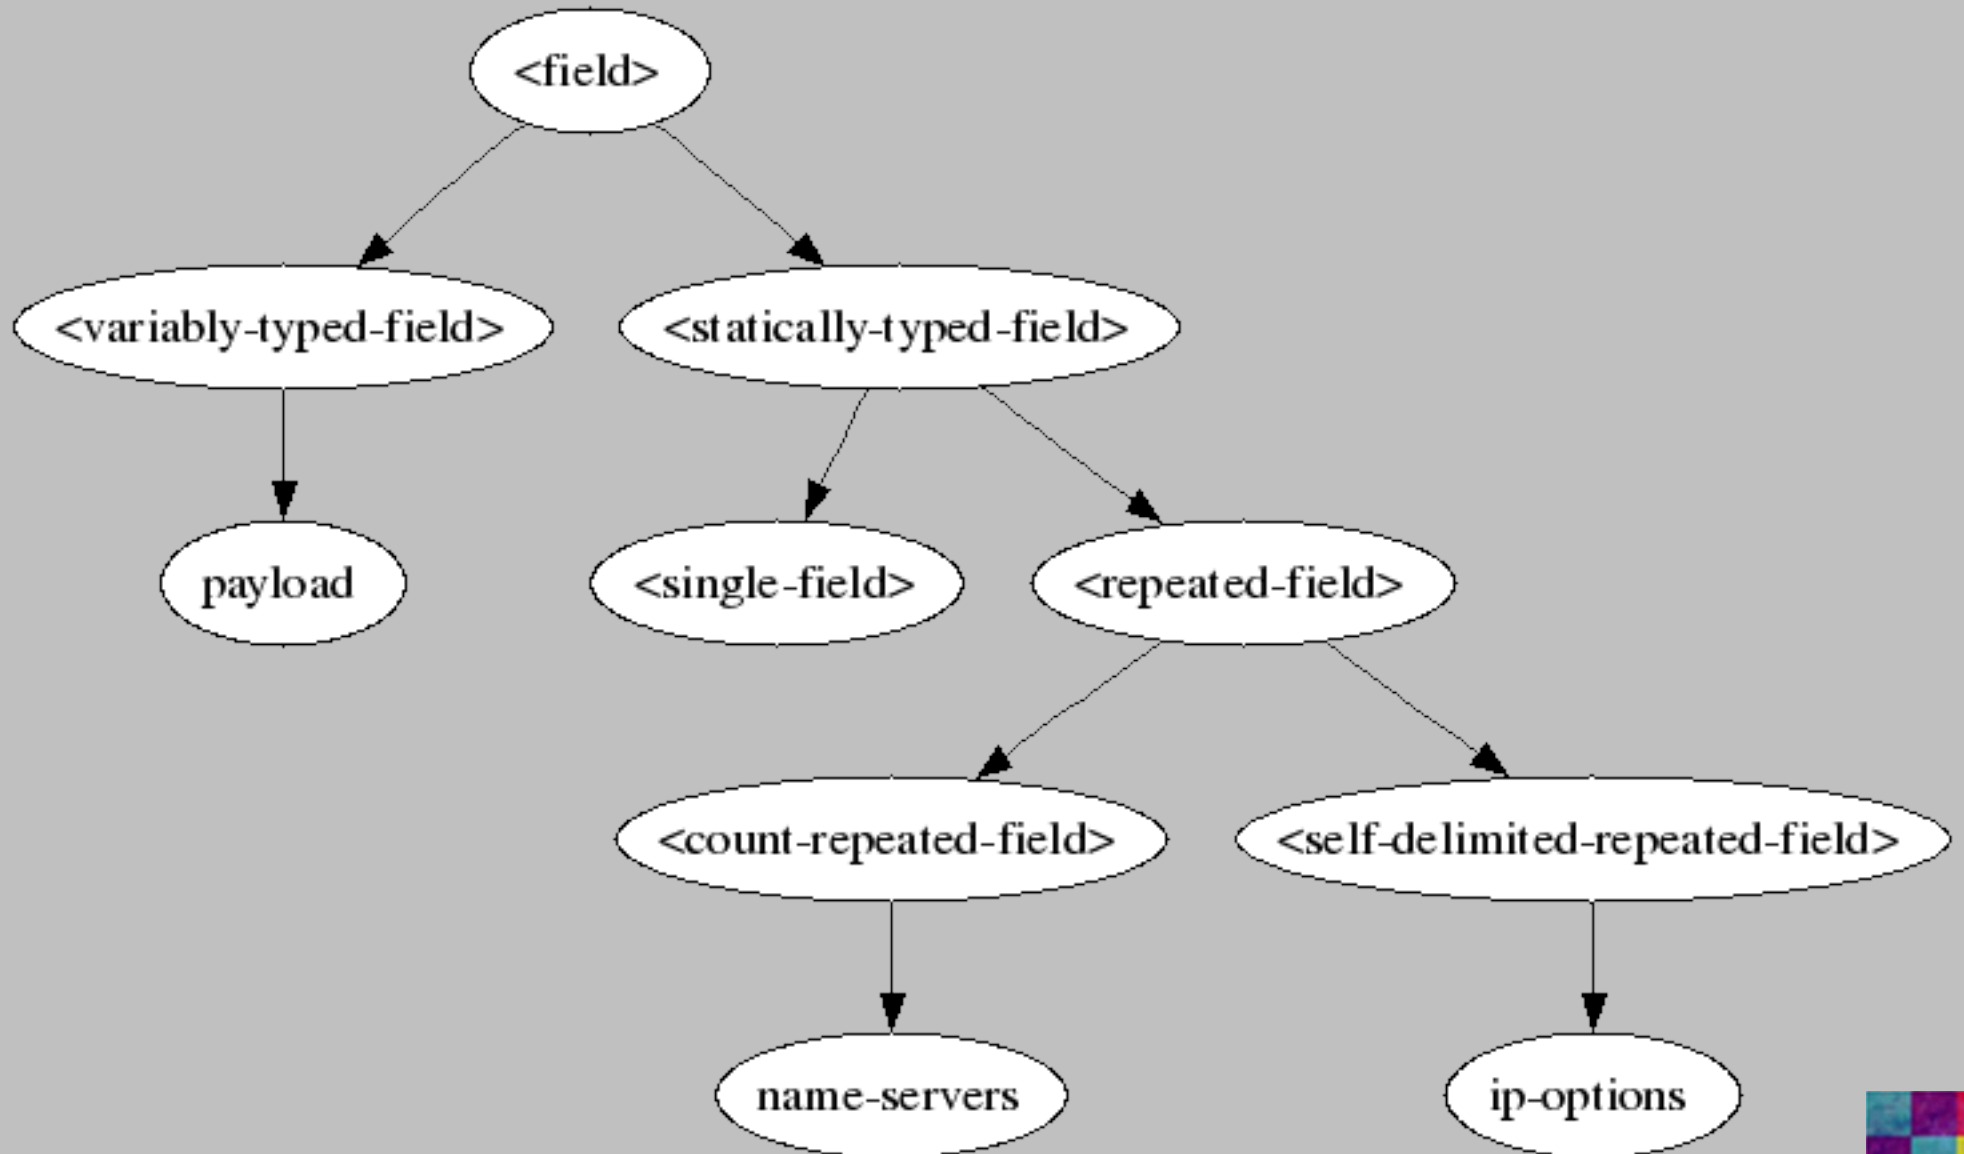 <field>
<variably-typed-field> <statically-typed-field>
payload <single-field> <repeated-field>
<count-repeated-field> <self-delimited-repeated-field>
name-servers ip-options